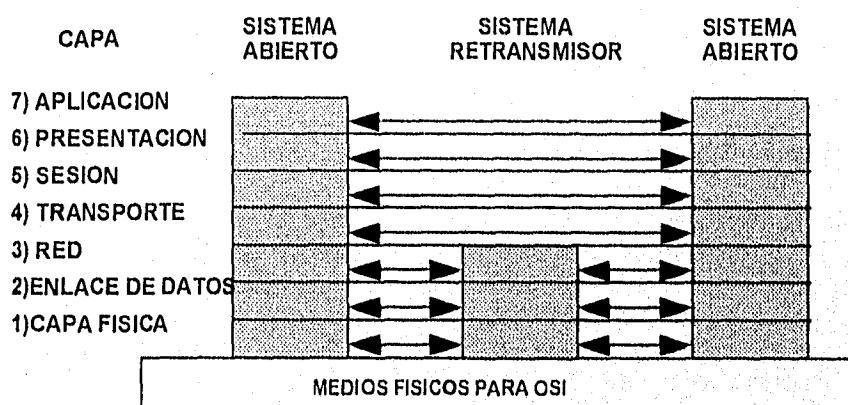 CAPA
SISTEMA
ABIERTO
SISTEMA
RETRANSMISOR
SISTEMA
ABIERTO
7) APLICACION
6) PRESENTACION
5) SESION
4) TRANSPORTE
3) RED
2)ENLACE DE DATOS
1)CAPA FISICA
MEDIOS FISICOS PARA OSI